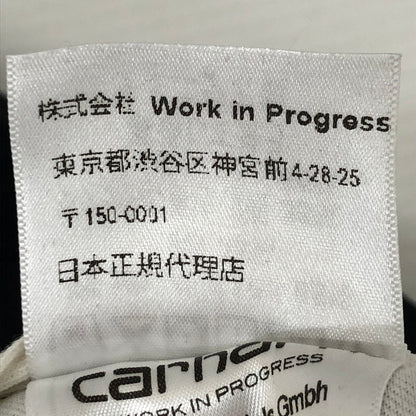 株式会社 Work in Progress
東京都渋谷区神宮前4-28-25
〒150-0001
日本正規代理店
carhartt
WORK IN PROGRESS
Gmbh